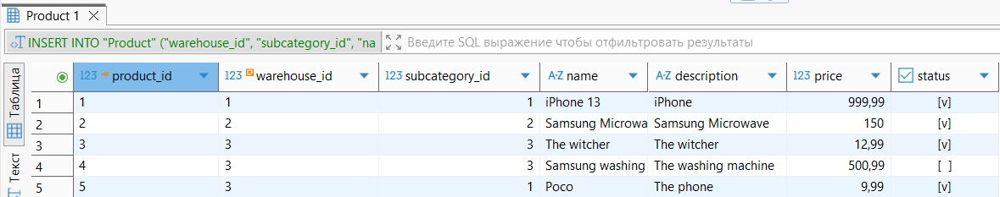 Product 1
INSERT INTO "Product" ("warehouse_id", "subcategory_id", "na Введите SQL выражение чтобы отфильтровать результаты
Таблица
Текст
123 product_id 123 warehouse_id 123 subcategory_id A-Z name A-Z description 123 price status
1 1 1 1 iPhone 13 iPhone 999,99 [v]
2 2 2 2 Samsung Microwa Samsung Microwave 150 [v]
3 3 3 3 The witcher The witcher 12,99 [v]
4 4 3 3 Samsung washing The washing machine 500,99 [ ]
5 5 3 1 Poco The phone 9,99 [v]